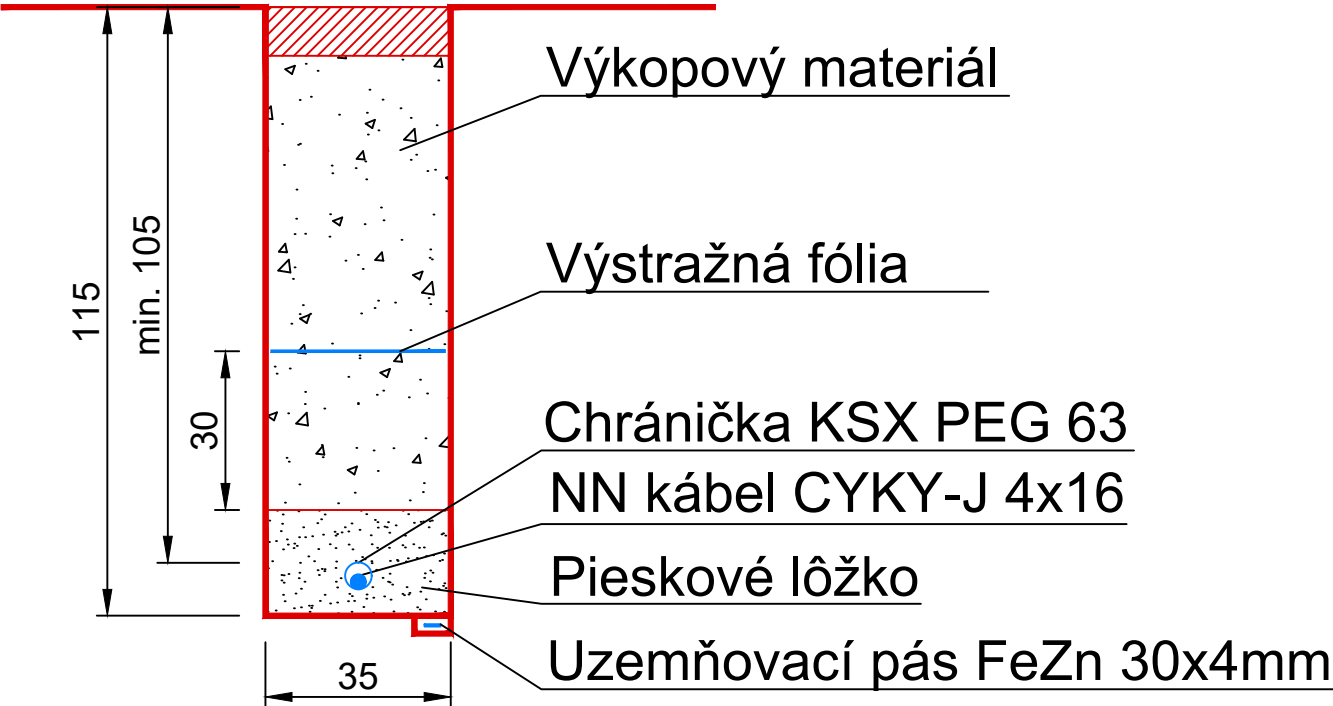 Výkopový materiál
Výstražná fólia
115
min. 105
30
Chránička KSX PEG 63
NN kábel CYKY-J 4x16
Pieskové lôžko
Uzemňovací pás FeZn 30x4mm
35